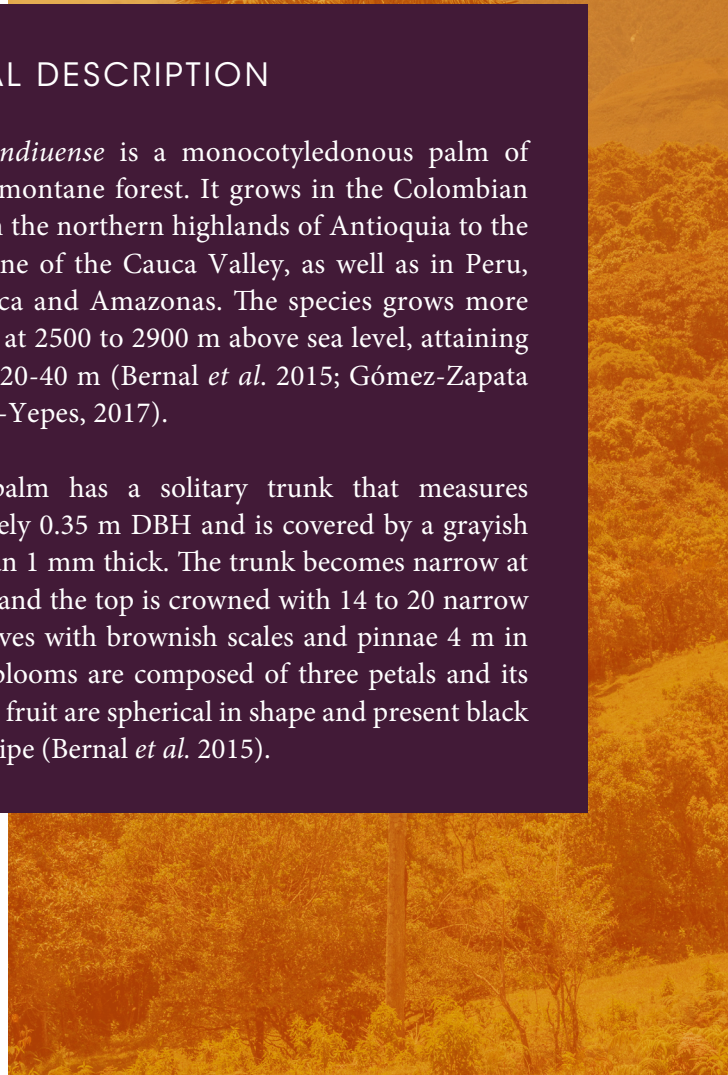 AL DESCRIPTION
ndiuense is a monocotyledonous palm of
montane forest. It grows in the Colombian
the northern highlands of Antioquia to the
ne of the Cauca Valley, as well as in Peru,
ca and Amazonas. The species grows more
at 2500 to 2900 m above sea level, attaining
20-40 m (Bernal et al. 2015; Gómez-Zapata
-Yepes, 2017).
palm has a solitary trunk that measures
ely 0.35 m DBH and is covered by a grayish
an 1 mm thick. The trunk becomes narrow at
and the top is crowned with 14 to 20 narrow
ves with brownish scales and pinnae 4 m in
blooms are composed of three petals and its
fruit are spherical in shape and present black
ipe (Bernal et al. 2015).